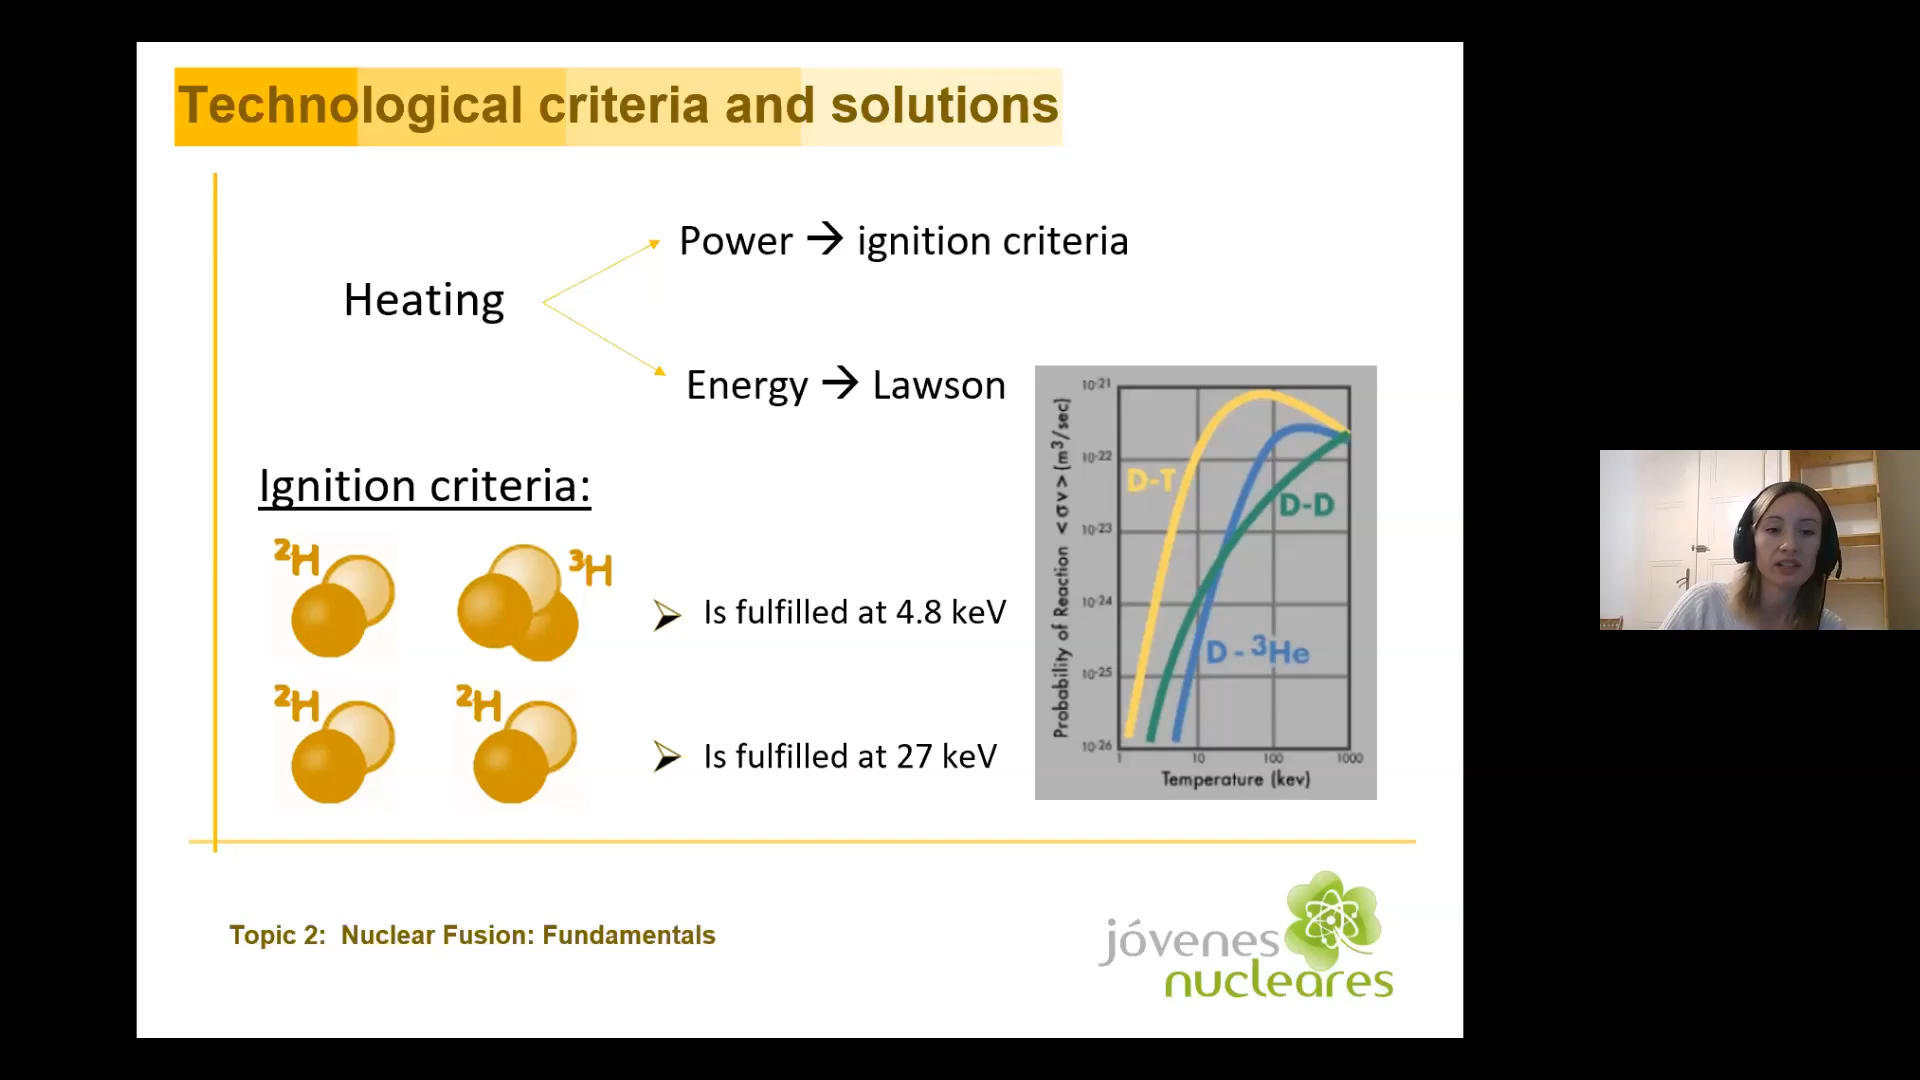 Technological criteria and solutions
Power → ignition criteria
Heating
Energy → Lawson
Ignition criteria:
²H
³H
Is fulfilled at 4.8 keV
²H
²H
Is fulfilled at 27 keV
Probability of Reaction <σv> (m³/sec)
10-21
10-22
10-23
10-24
10-25
10-26
D-T
D-D
D - ³He
1 10 100 1000
Temperature (kev)
Topic 2: Nuclear Fusion: Fundamentals
jóvenes
nucleares